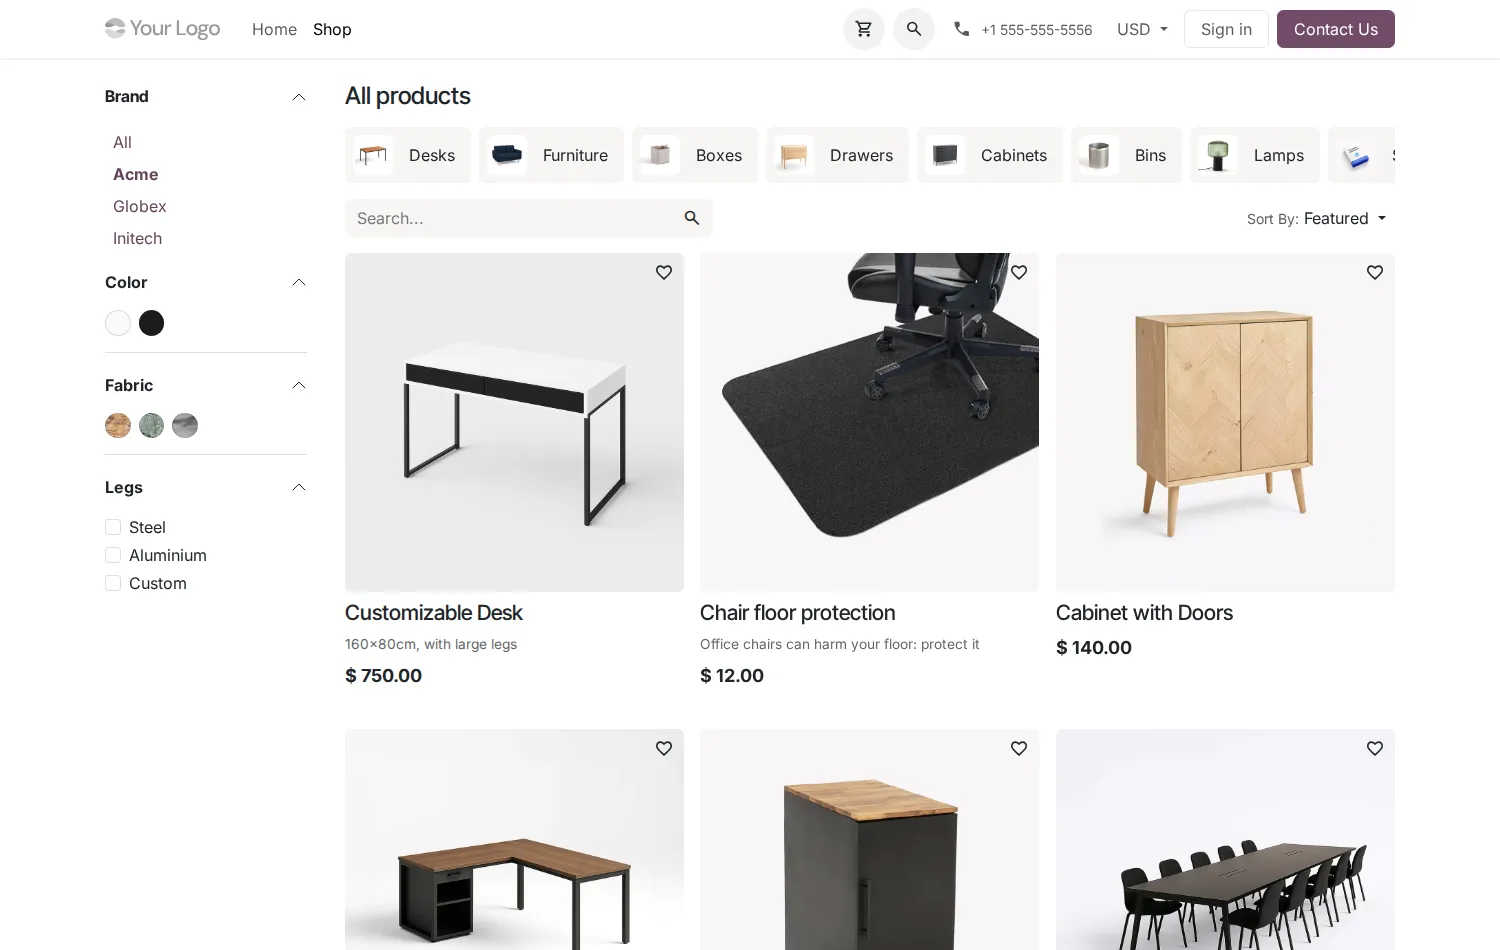 Your Logo
Home
Shop
+1 555-555-5556
USD
Sign in
Contact Us
Brand
All
Acme
Globex
Initech
Color
Fabric
Legs
Steel
Aluminium
Custom
All products
Desks
Furniture
Boxes
Drawers
Cabinets
Bins
Lamps
Search...
Sort By: Featured
Customizable Desk
160x80cm, with large legs
$ 750.00
Chair floor protection
Office chairs can harm your floor: protect it
$ 12.00
Cabinet with Doors
$ 140.00